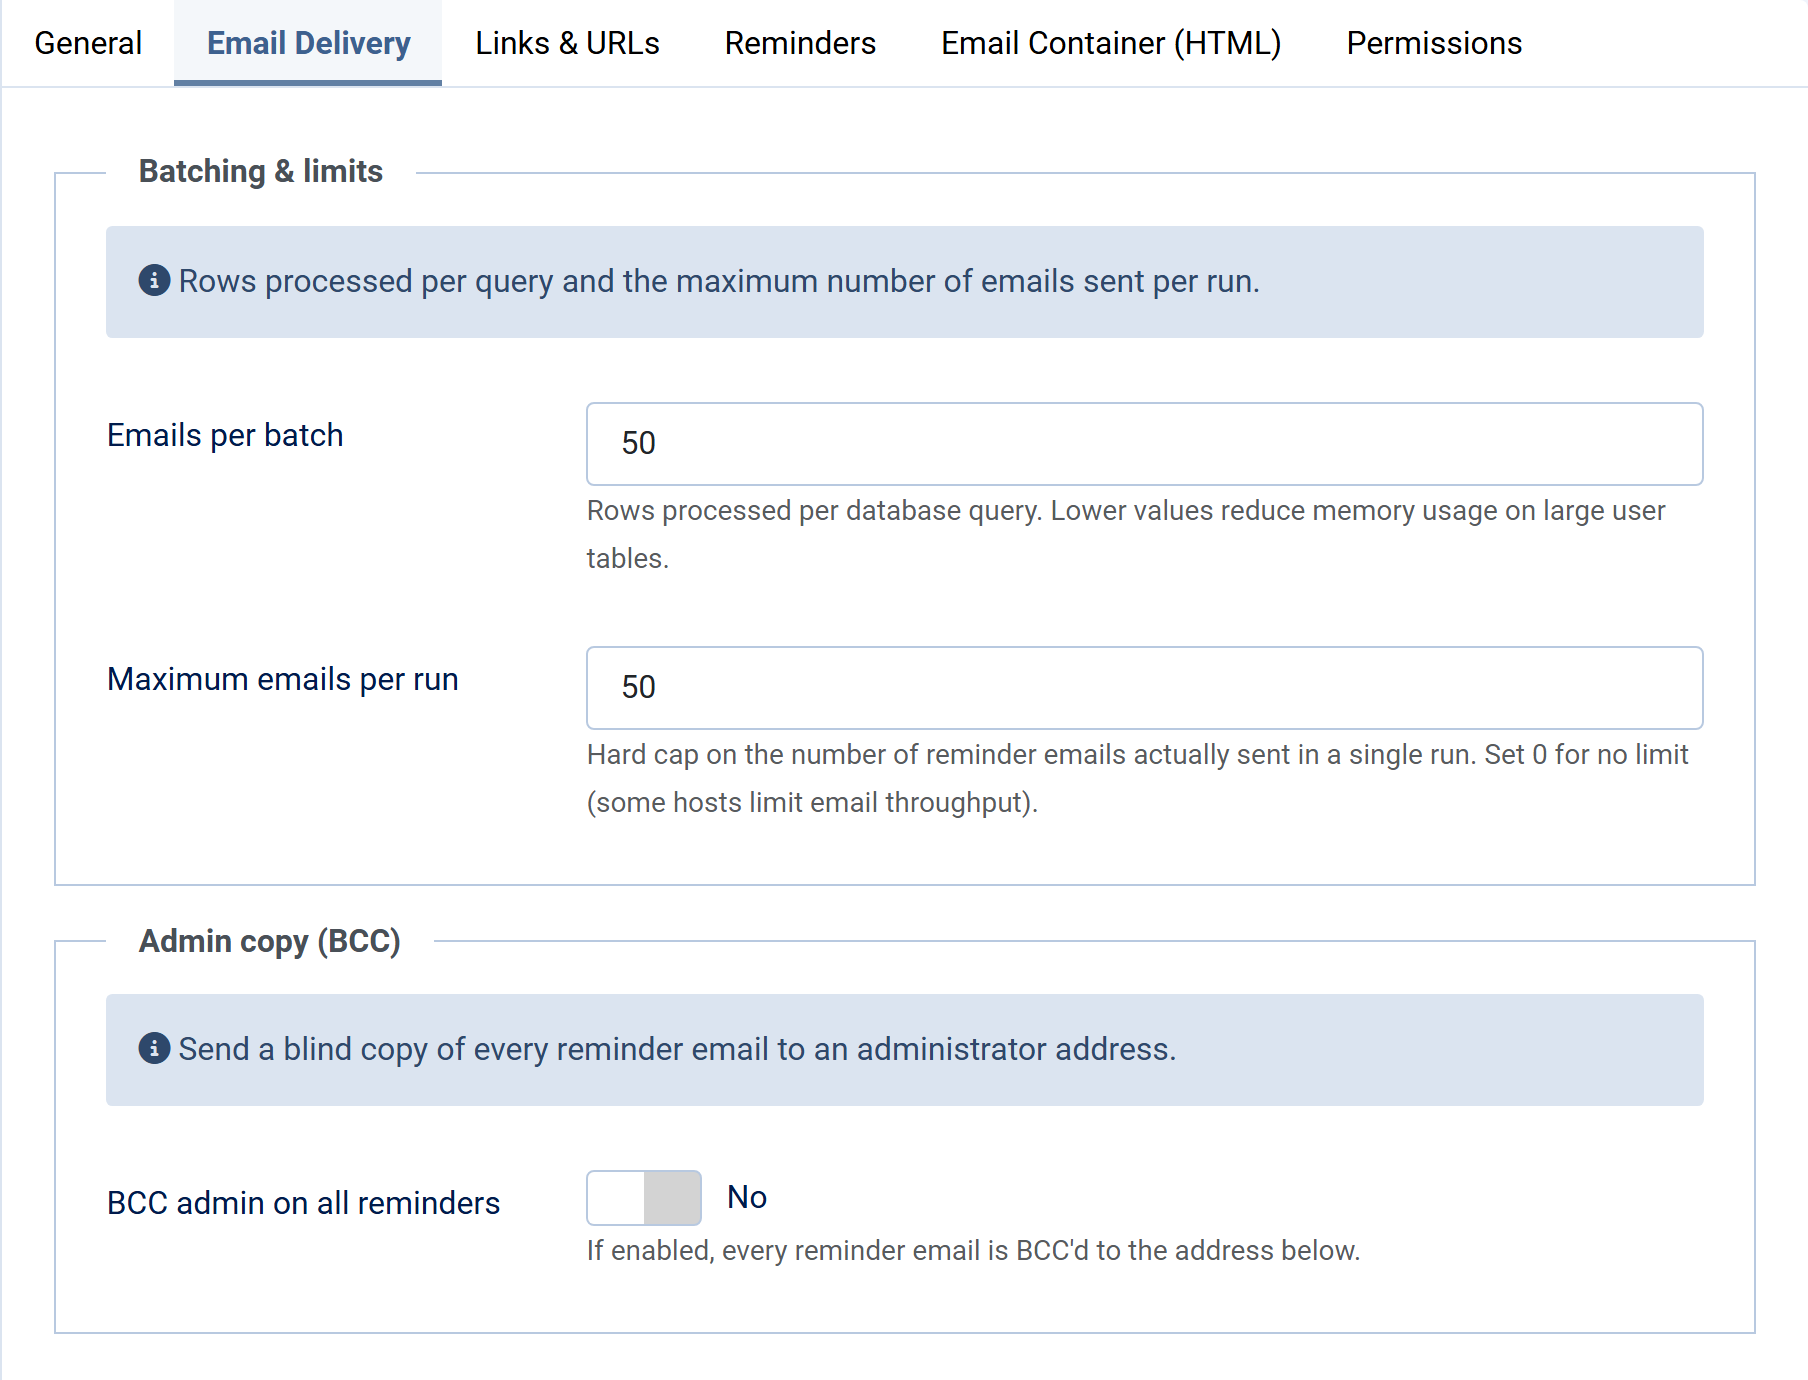 General Email Delivery Links & URLs Reminders Email Container (HTML) Permissions
Batching & limits
Rows processed per query and the maximum number of emails sent per run.
Emails per batch
50
Rows processed per database query. Lower values reduce memory usage on large user
tables.
Maximum emails per run
50
Hard cap on the number of reminder emails actually sent in a single run. Set 0 for no limit
(some hosts limit email throughput).
Admin copy (BCC)
Send a blind copy of every reminder email to an administrator address.
BCC admin on all reminders
No
If enabled, every reminder email is BCC'd to the address below.